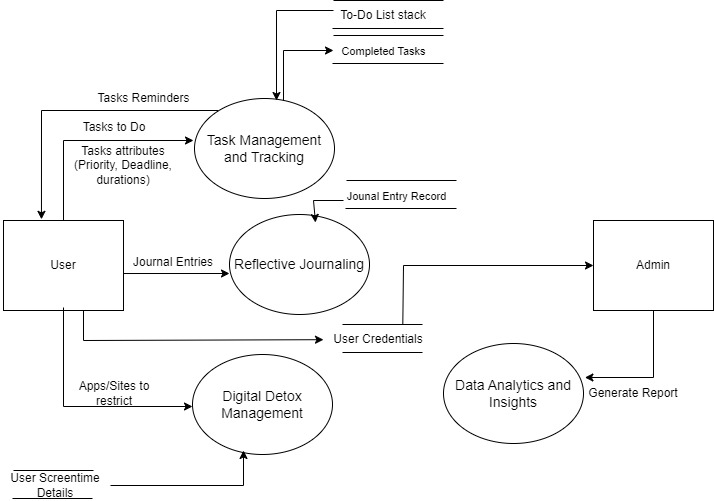 To-Do List stack
Completed Tasks
Tasks Reminders
Tasks to Do
Tasks attributes
(Priority, Deadline,
durations)
Task Management
and Tracking
Jounal Entry Record
User
Journal Entries
Reflective Journaling
Admin
User Credentials
Apps/Sites to
restrict
Digital Detox
Management
Data Analytics and
Insights
Generate Report
User Screentime
Details